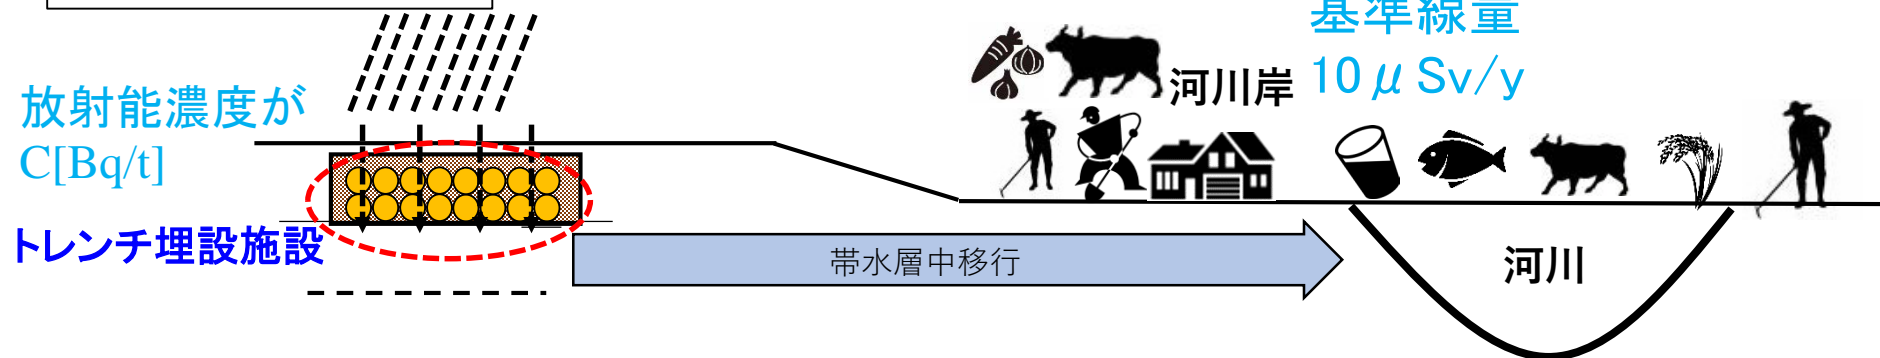 基準線量
10μSv/y
放射能濃度が
C[Bq/t]
河川岸
トレンチ埋設施設
帯水層中移行
河川